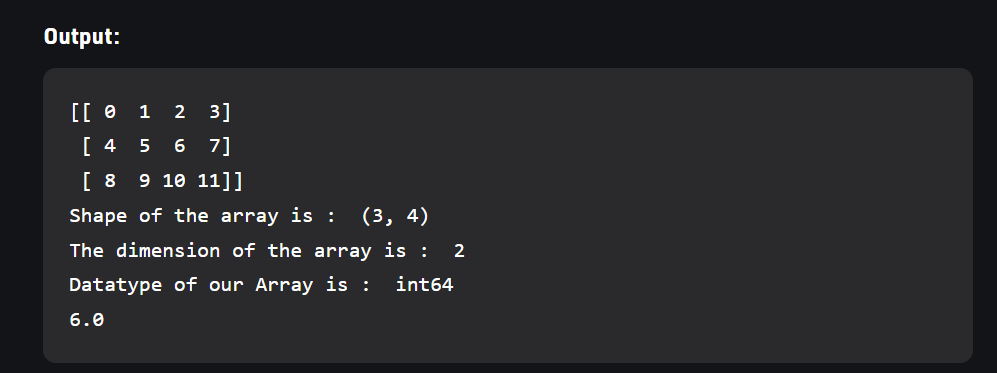 Output:
[[ 0  1  2  3]
 [ 4  5  6  7]
 [ 8  9 10 11]]
Shape of the array is :  (3, 4)
The dimension of the array is :  2
Datatype of our Array is :  int64
6.0